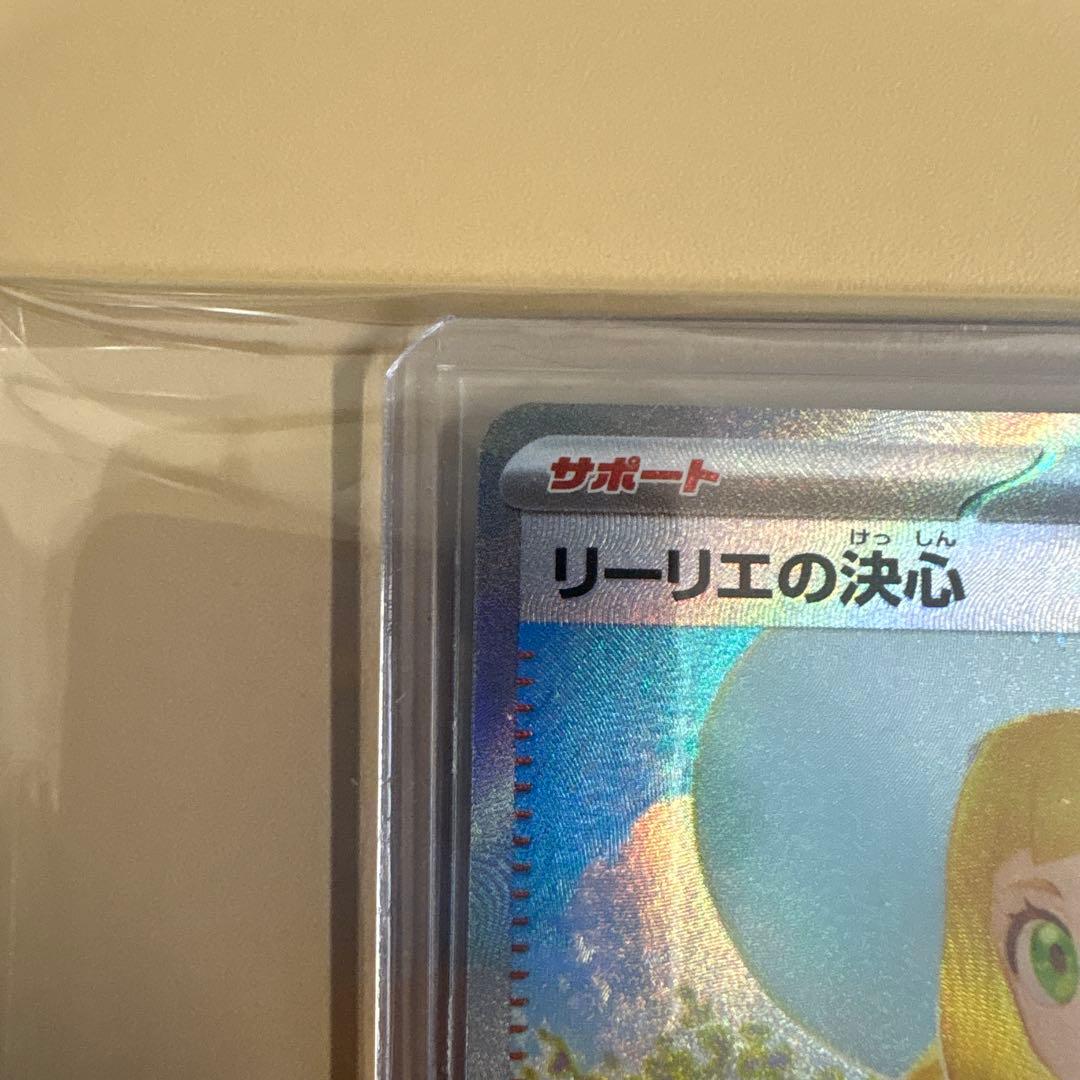 サポート
けっ しん
リーリエの決心